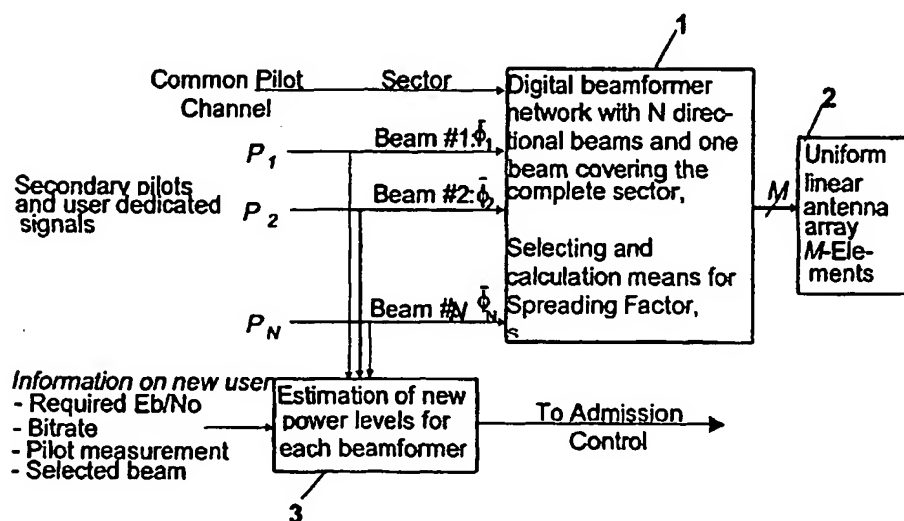 1
Common Pilot
Channel
Sector
Digital beamformer
network with N direc-
tional beams and one
beam covering the
complete sector,
Selecting and
calculation means for
Spreading Factor,
s
2
Uniform
linear
antenna
array
M-Ele-
ments
M
Secondary pilots
and user dedicated
signals
P1
Beam #1: Φ̄1
P2
Beam #2: Φ̄2
PN
Beam #N Φ̄N
Information on new user
- Required Eb/No
- Bitrate
- Pilot measurement
- Selected beam
Estimation of new
power levels for
each beamformer
3
To Admission
Control